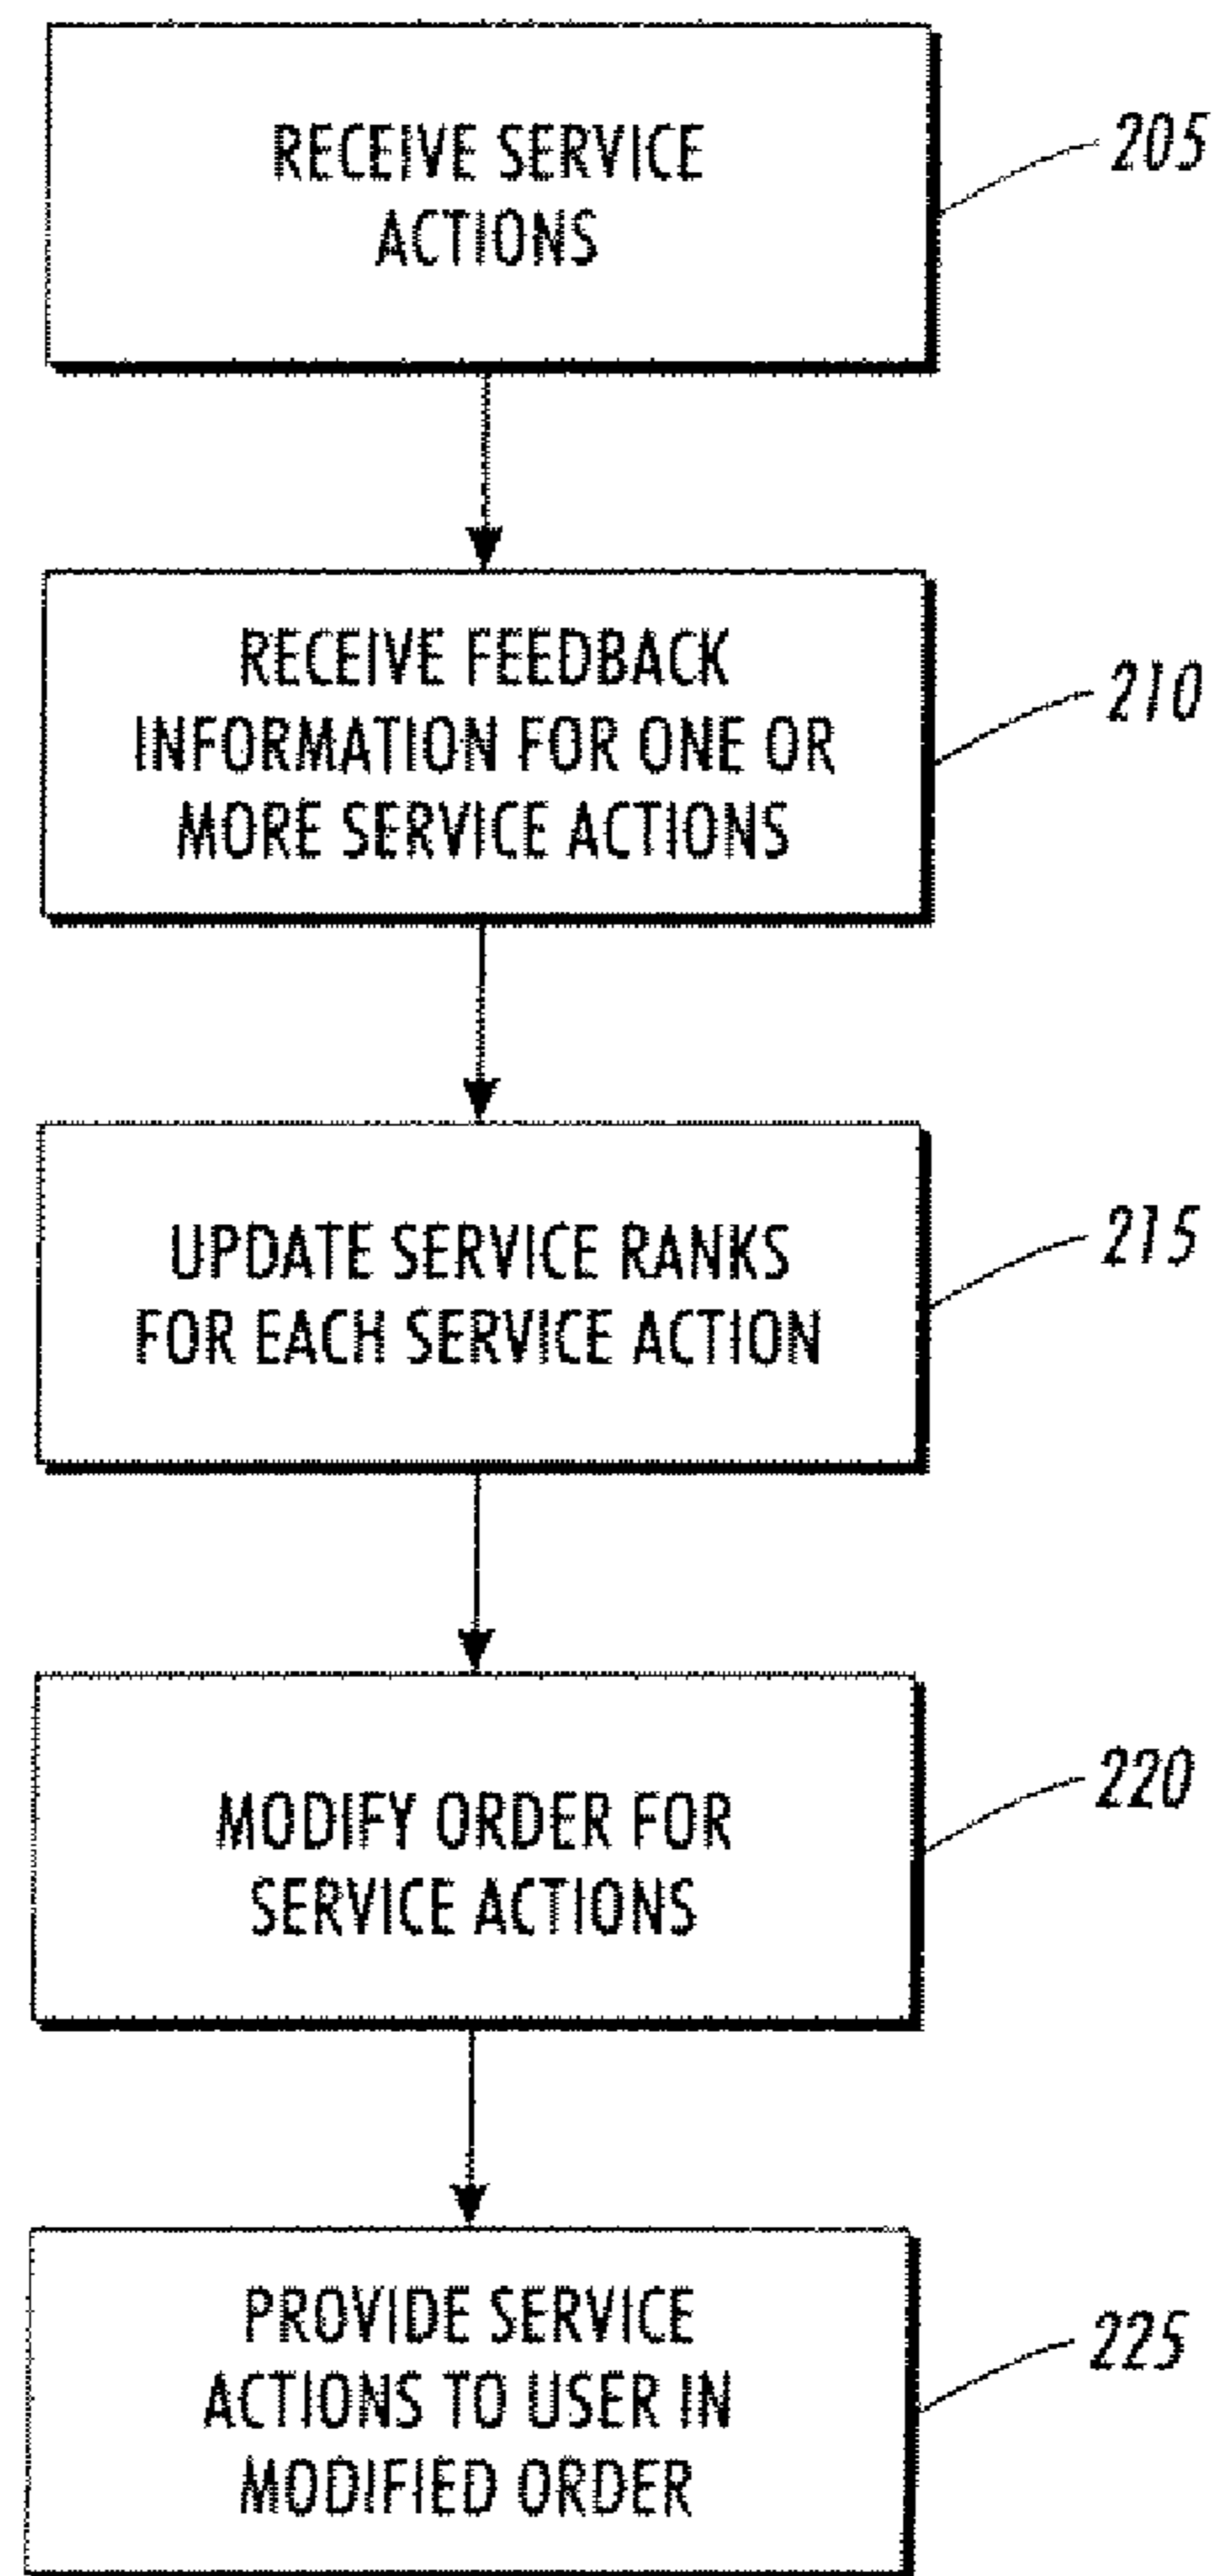 RECEIVE SERVICE
ACTIONS
205
RECEIVE FEEDBACK
INFORMATION FOR ONE OR
MORE SERVICE ACTIONS
210
UPDATE SERVICE RANKS
FOR EACH SERVICE ACTION
215
MODIFY ORDER FOR
SERVICE ACTIONS
220
PROVIDE SERVICE
ACTIONS TO USER IN
MODIFIED ORDER
225